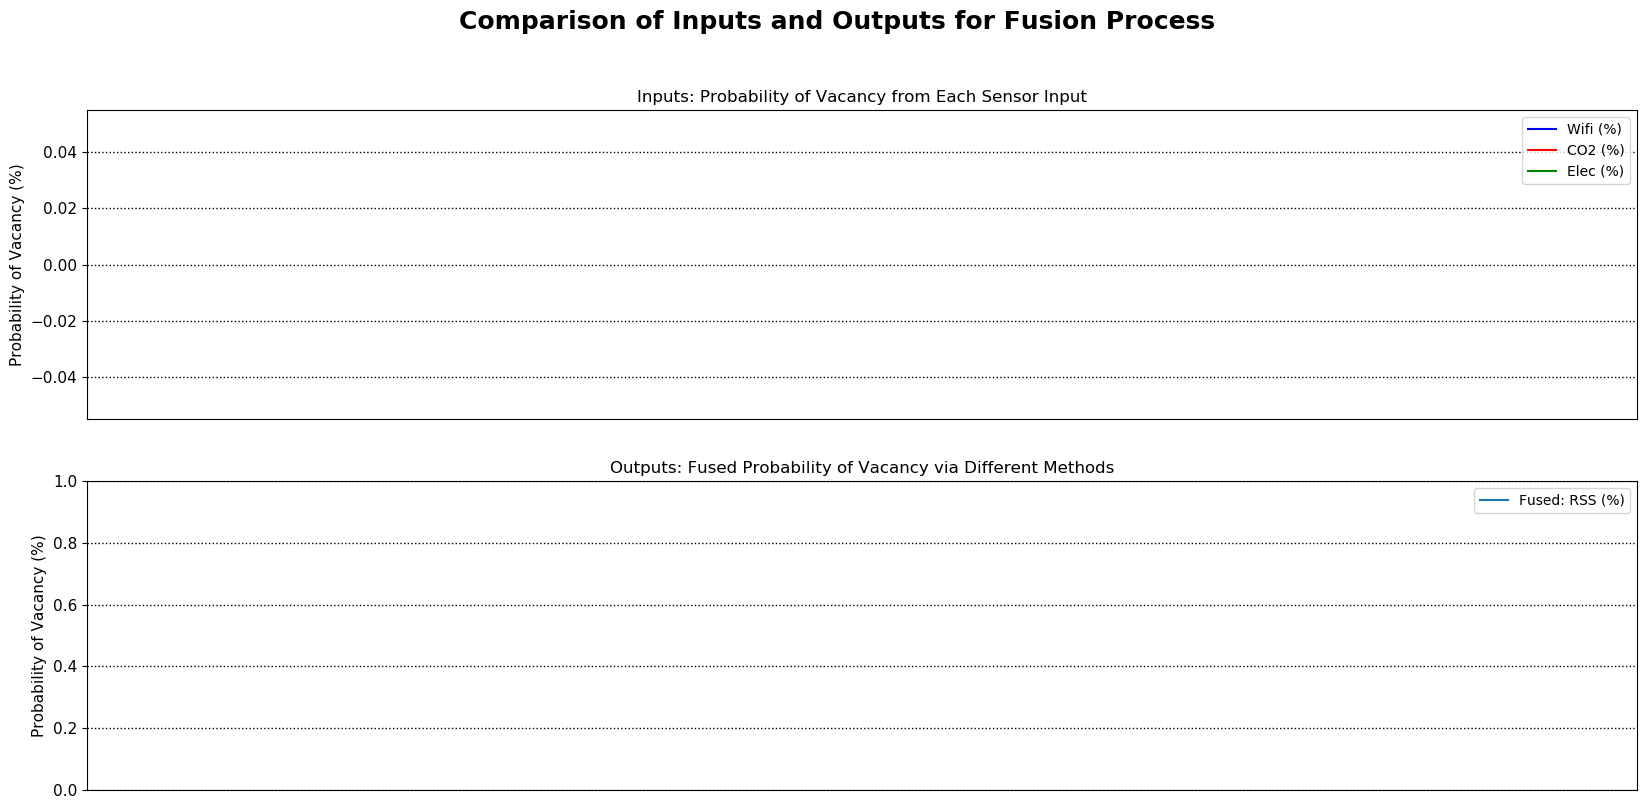 Comparison of Inputs and Outputs for Fusion Process
Inputs: Probability of Vacancy from Each Sensor Input
Probability of Vacancy (%)
0.04
0.02
0.00
−0.02
−0.04
Wifi (%)
CO2 (%)
Elec (%)
Outputs: Fused Probability of Vacancy via Different Methods
Probability of Vacancy (%)
1.0
0.8
0.6
0.4
0.2
0.0
Fused: RSS (%)